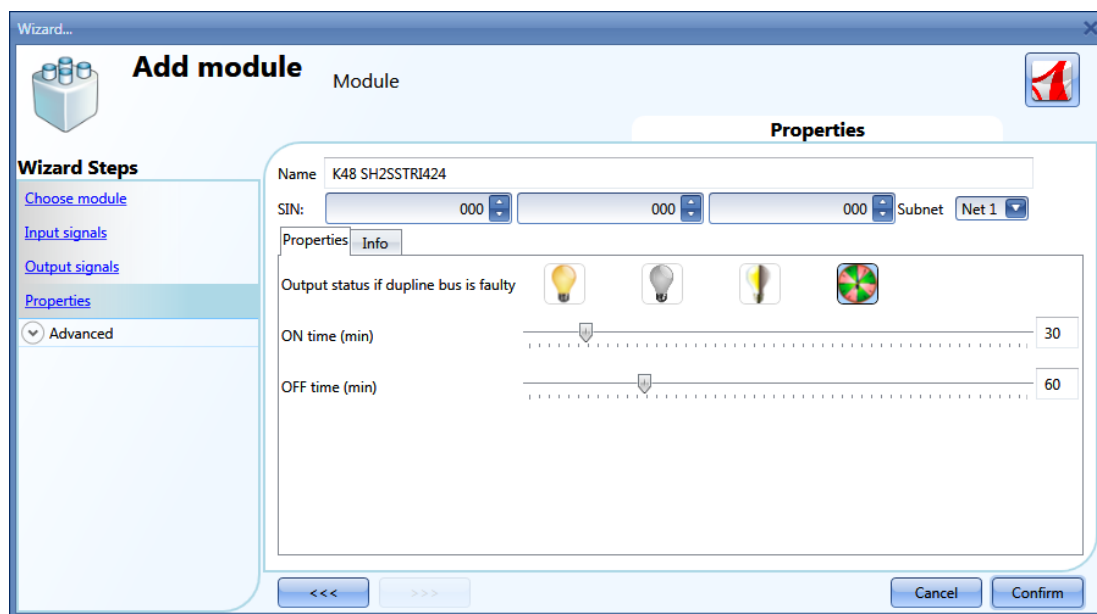 Wizard...
Add module
Module
Properties
Wizard Steps
Choose module
Input signals
Output signals
Properties
Advanced
Name K48 SH2SSTRI424
SIN: 000 000 000 Subnet Net 1
Properties Info
Output status if dupline bus is faulty
ON time (min) 30
OFF time (min) 60
<<< >>> Cancel Confirm